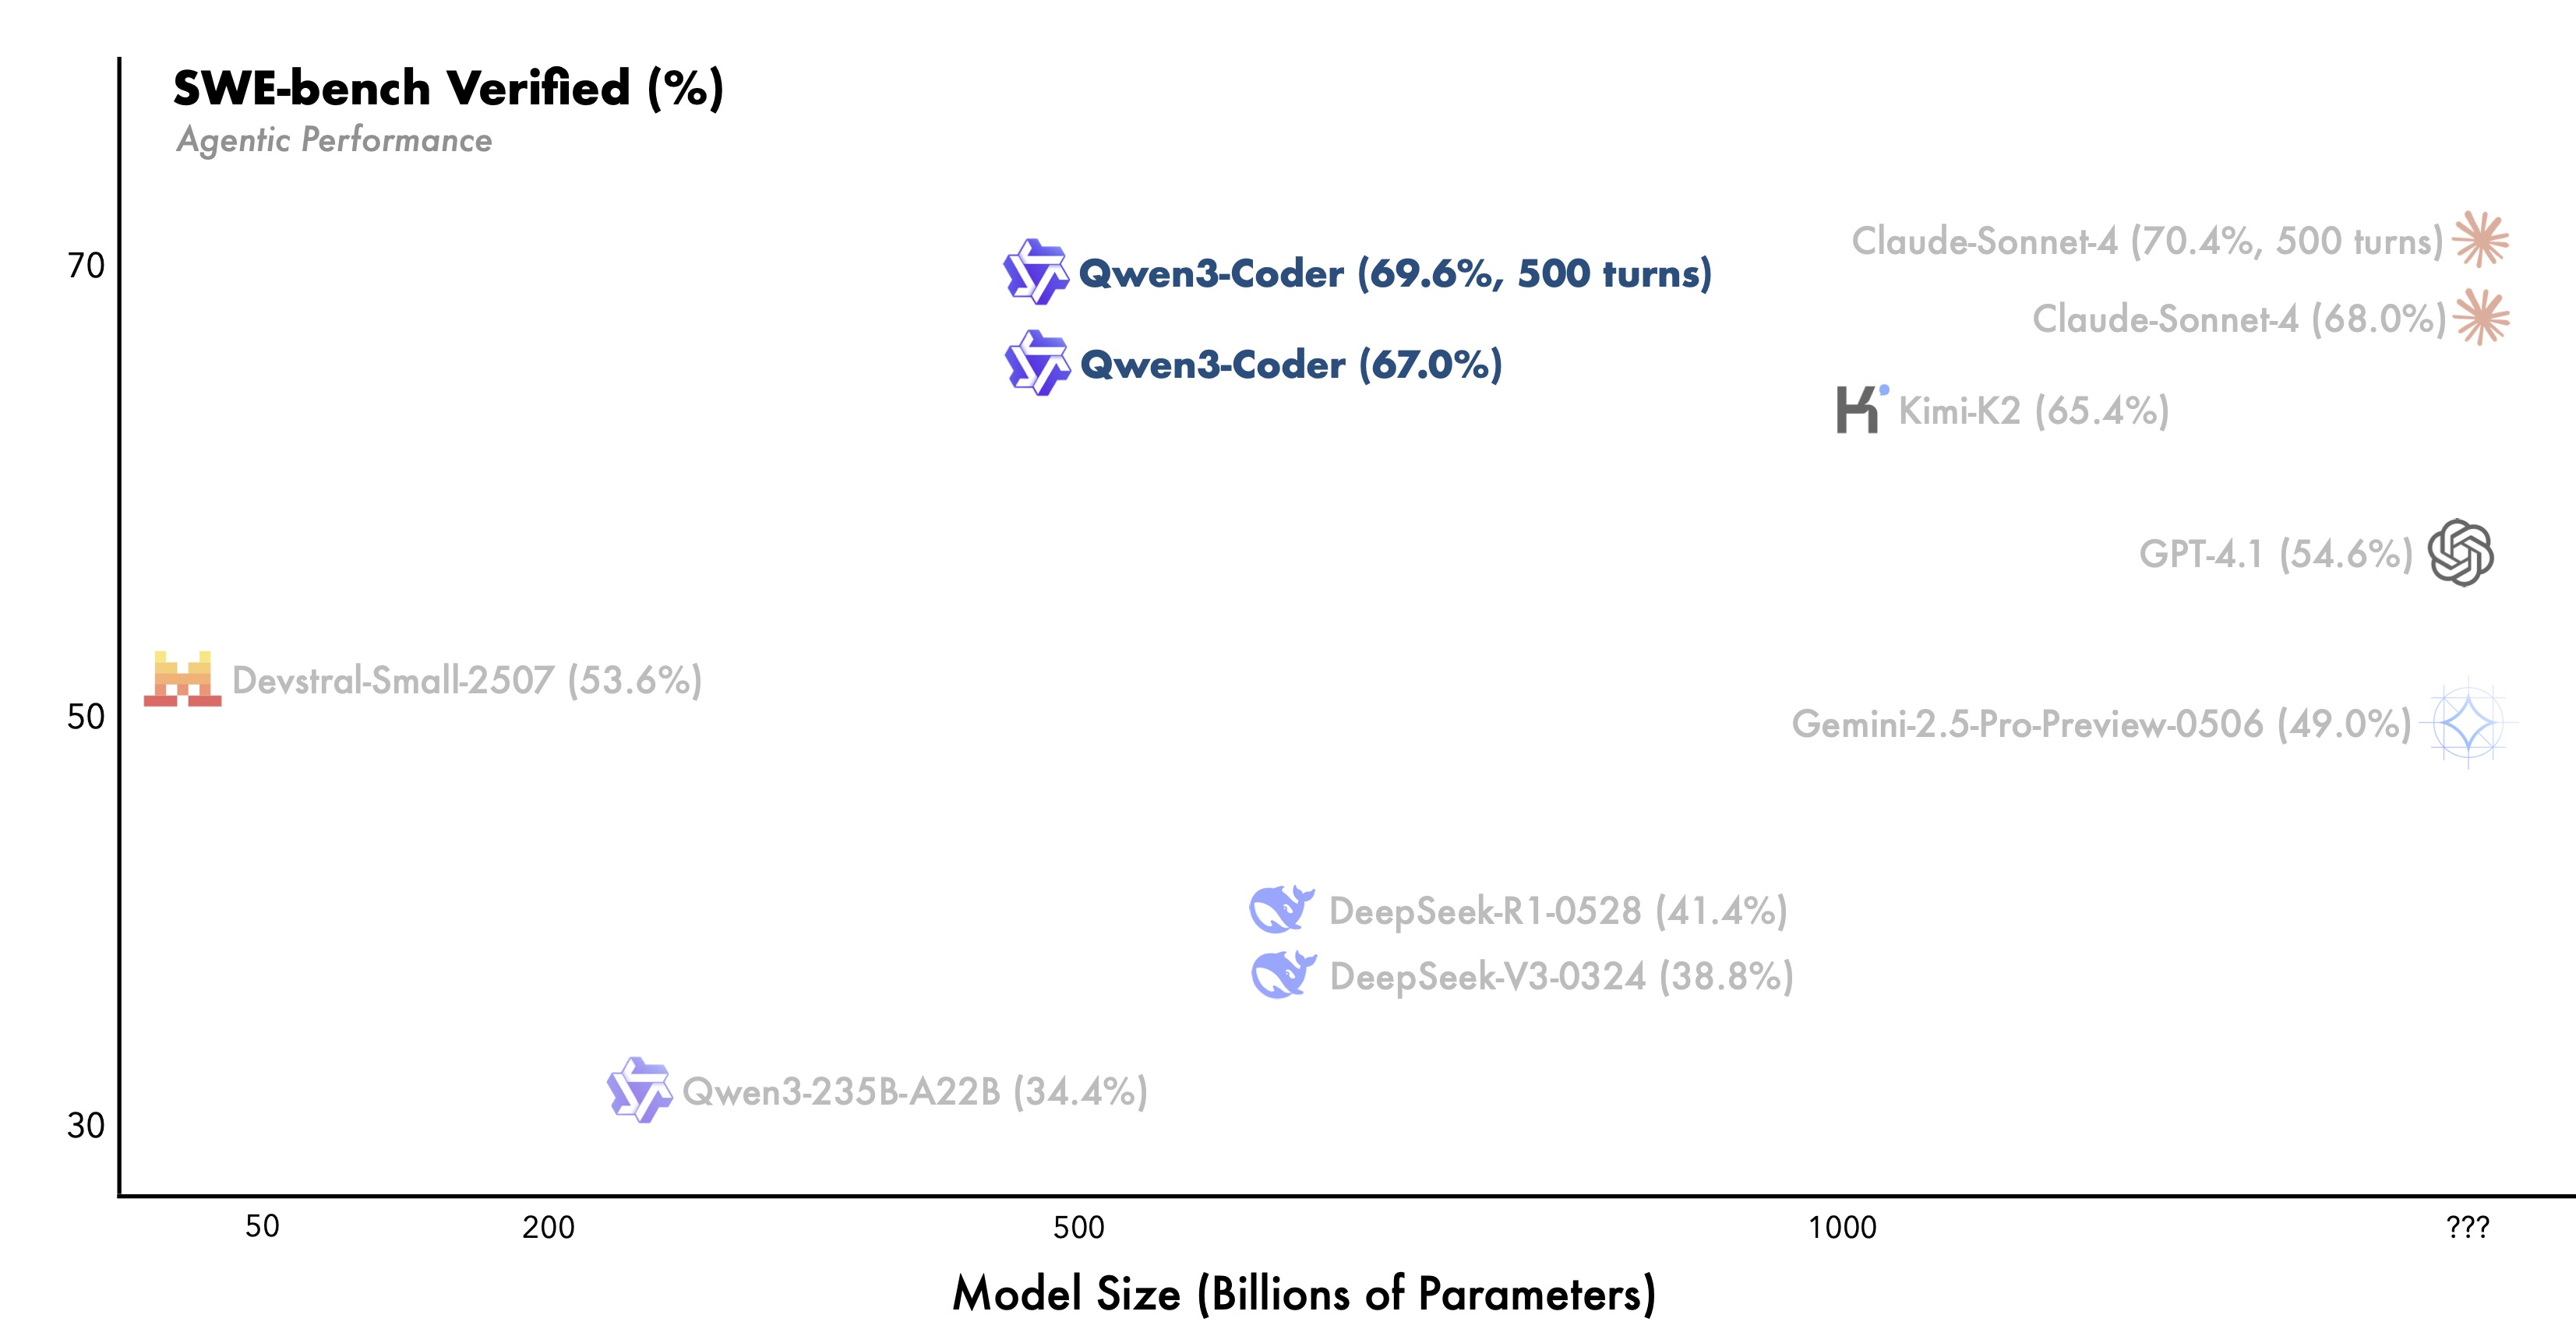 SWE-bench Verified (%)
Agentic Performance
70
Claude-Sonnet-4 (70.4%, 500 turns)
Qwen3-Coder (69.6%, 500 turns)
Claude-Sonnet-4 (68.0%)
Qwen3-Coder (67.0%)
Kimi-K2 (65.4%)
GPT-4.1 (54.6%)
Devstral-Small-2507 (53.6%)
50
Gemini-2.5-Pro-Preview-0506 (49.0%)
DeepSeek-R1-0528 (41.4%)
DeepSeek-V3-0324 (38.8%)
Qwen3-235B-A22B (34.4%)
30
50 200 500 1000 ???
Model Size (Billions of Parameters)